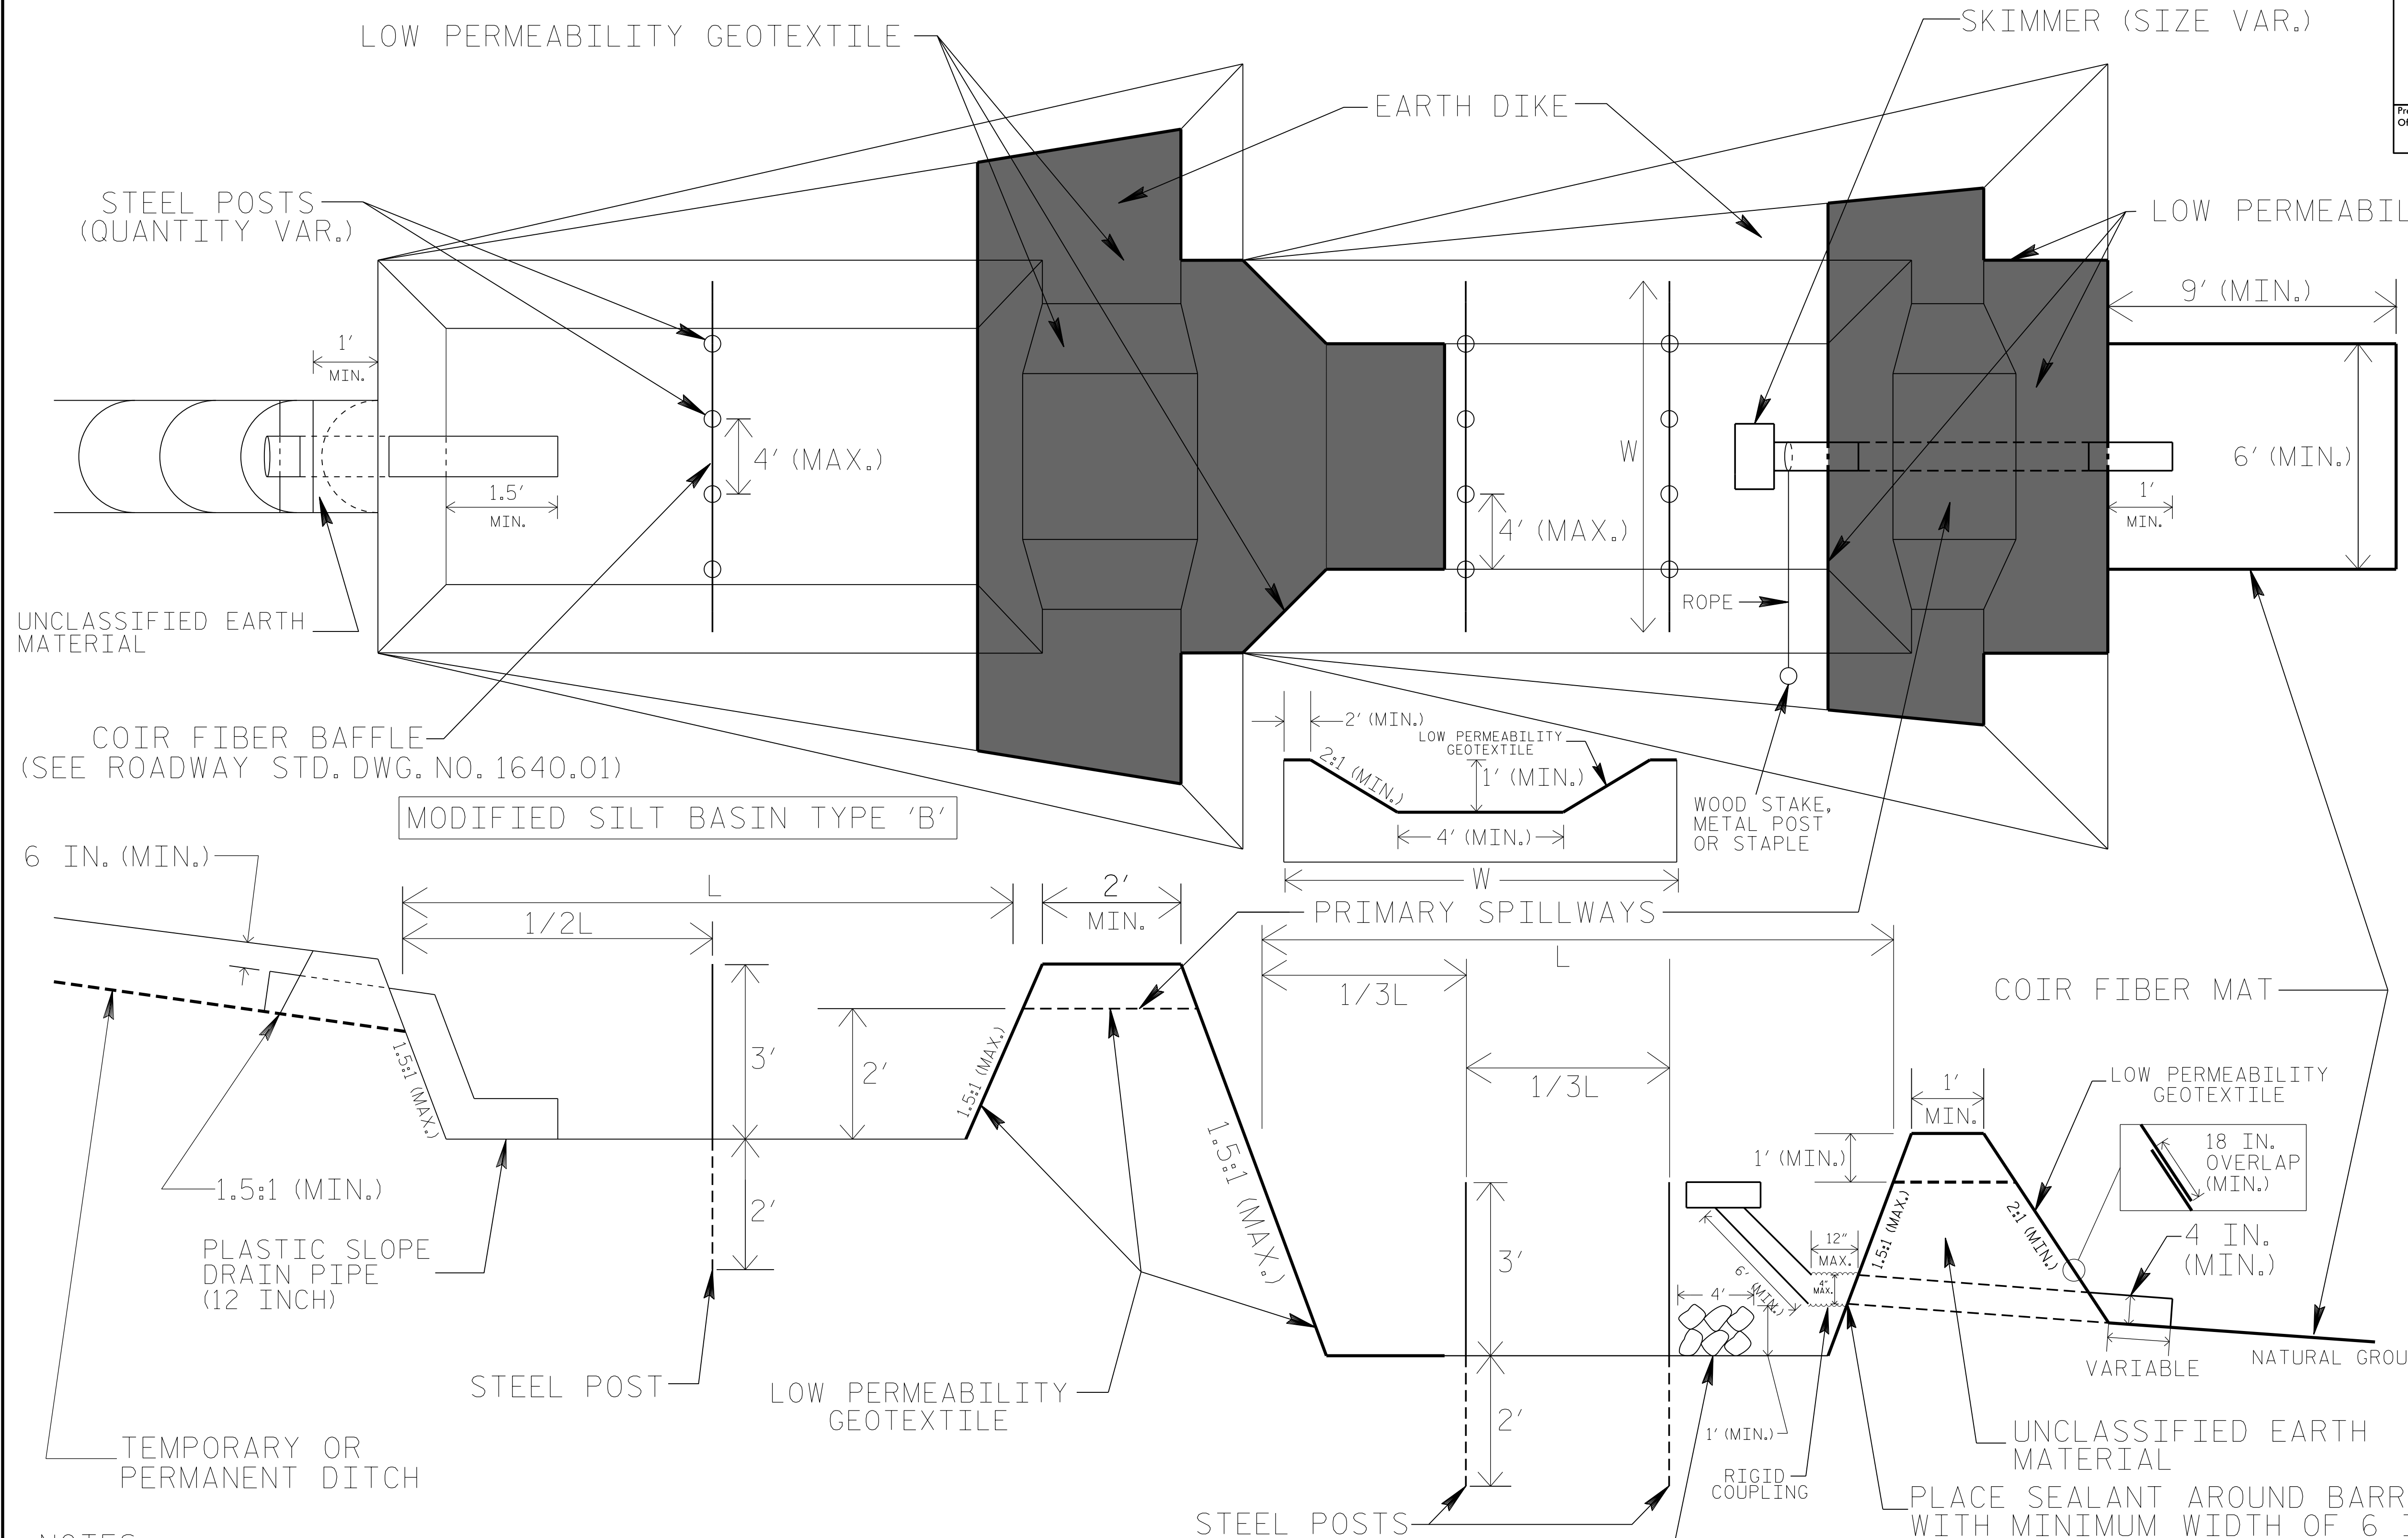 LOW PERMEABILITY GEOTEXTILE
SKIMMER (SIZE VAR.)
EARTH DIKE
STEEL POSTS
(QUANTITY VAR.)
LOW
9' (MIN.)
1'
MIN.
4' (MAX.)
W
6' (MIN.)
1.5'
MIN.
4' (MAX.)
1'
MIN.
ROPE
UNCLASSIFIED EARTH
MATERIAL
COIR FIBER BAFFLE
(SEE ROADWAY STD. DWG. NO. 1640.01)
2' (MIN.)
LOW PERMEABILITY
GEOTEXTILE
2:1 (MIN.)
1' (MIN.)
4' (MIN.)
W
WOOD STAKE,
METAL POST
OR STAPLE
MODIFIED SILT BASIN TYPE 'B'
6 IN. (MIN.)
L
2'
MIN.
1/2L
PRIMARY SPILLWAYS
L
1/3L
COIR FIBER MAT
1.5:1 (MAX.)
3'
2'
1.5:1 (MAX.)
1/3L
1'
MIN.
LOW PERMEABILITY
GEOTEXTILE
18 IN.
OVERLAP
(MIN.)
1' (MIN.)
1.5:1 (MIN.)
2'
1.5:1 (MAX.)
1.5:1 (MAX.)
2:1 (MIN.)
4 IN.
(MIN.)
PLASTIC SLOPE
DRAIN PIPE
(12 INCH)
3'
12"
MAX.
4"
MAX.
6' (MIN.)
4'
VARIABLE
NATURAL
STEEL POST
LOW PERMEABILITY
GEOTEXTILE
2'
1' (MIN.)
TEMPORARY OR
PERMANENT DITCH
RIGID
COUPLING
UNCLASSIFIED EARTH
MATERIAL
STEEL POSTS
PLACE SEALANT AROUND
WITH MINIMUM WIDTH OF 6